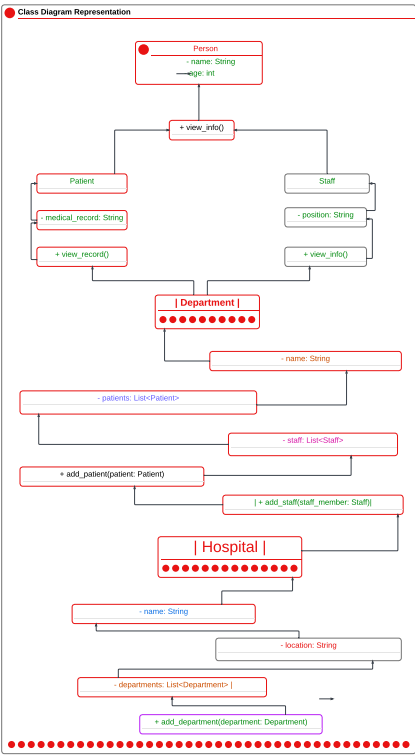 Class Diagram Representation
Person
- name: String
age: int
+ view_info()
Patient
Staff
- medical_record: String
- position: String
+ view_record()
+ view_info()
| Department |
- name: String
- patients: List<Patient>
- staff: List<Staff>
+ add_patient(patient: Patient)
| + add_staff(staff_member: Staff)|
| Hospital |
- name: String
- location: String
- departments: List<Department> |
+ add_department(department: Department)